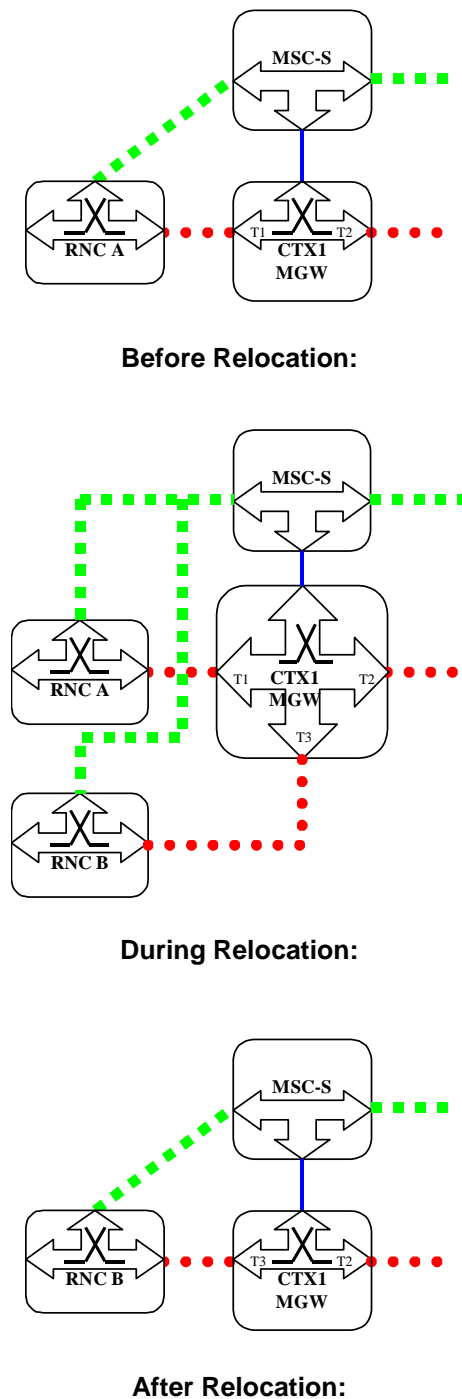 MSC-S
RNC A
T1
T2
CTX1
MGW
Before Relocation:
MSC-S
RNC A
T1
CTX1
T2
MGW
T3
RNC B
During Relocation:
MSC-S
RNC B
T3
T2
CTX1
MGW
After Relocation: